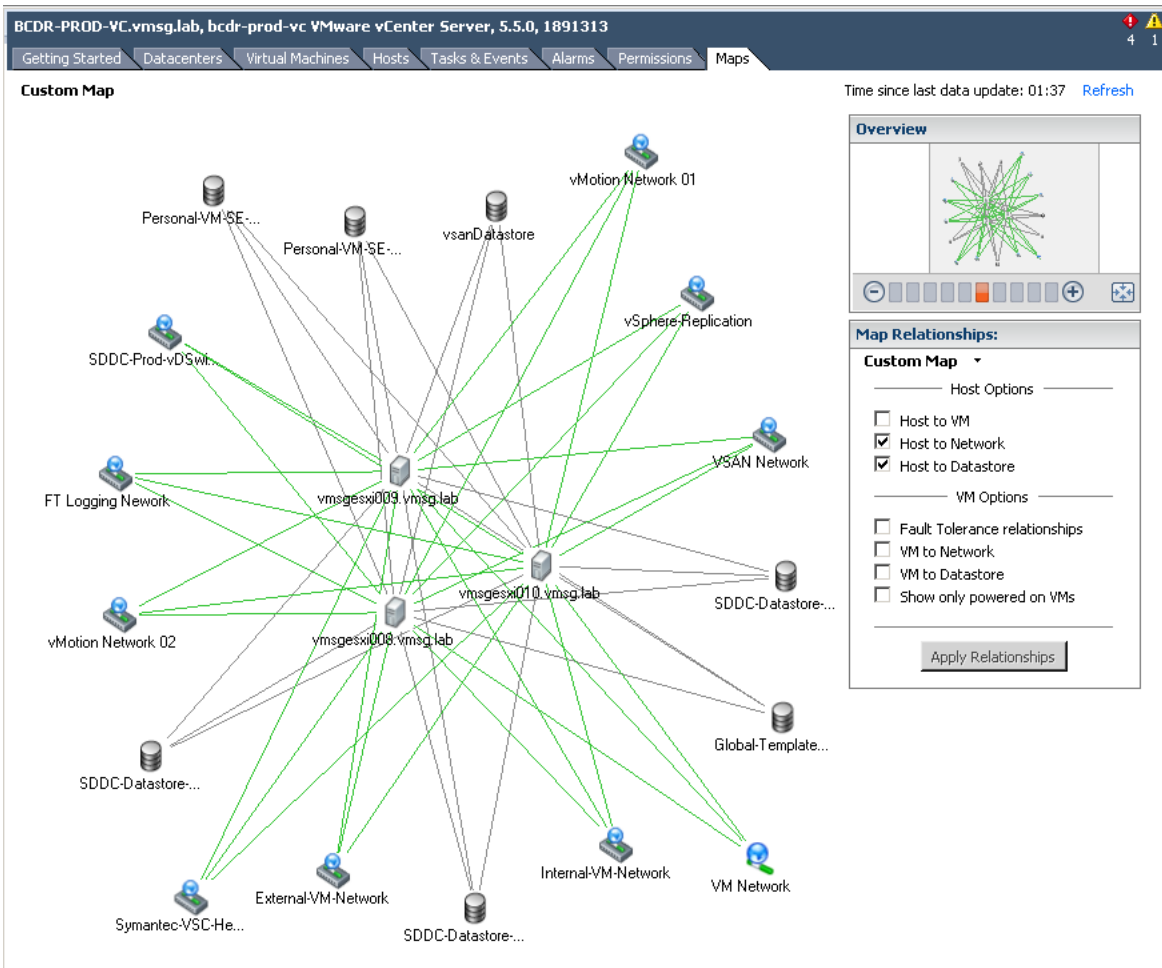 BCDR-PROD-VC.vmsg.lab, bcdr-prod-vc VMware vCenter Server, 5.5.0, 1891313
4 1
Getting Started Datacenters Virtual Machines Hosts Tasks & Events Alarms Permissions Maps
Custom Map
Time since last data update: 01:37 Refresh
vMotion Network 01
Personal-VM-SE-...
Personal-VM-SE-...
vsanDatastore
vSphere-Replication
SDDC-Prod-vDSwi...
VSAN Network
FT Logging Nework
vmsgesxi009.vmsg.lab
vmsgesxi010.vmsg.lab
SDDC-Datastore-...
vMotion Network 02
vmsgesxi008.vmsg.lab
Global-Template...
SDDC-Datastore-...
Internal-VM-Network
VM Network
External-VM-Network
Symantec-VSC-He...
SDDC-Datastore-...
Overview
Map Relationships:
Custom Map
Host Options
Host to VM
Host to Network
Host to Datastore
VM Options
Fault Tolerance relationships
VM to Network
VM to Datastore
Show only powered on VMs
Apply Relationships